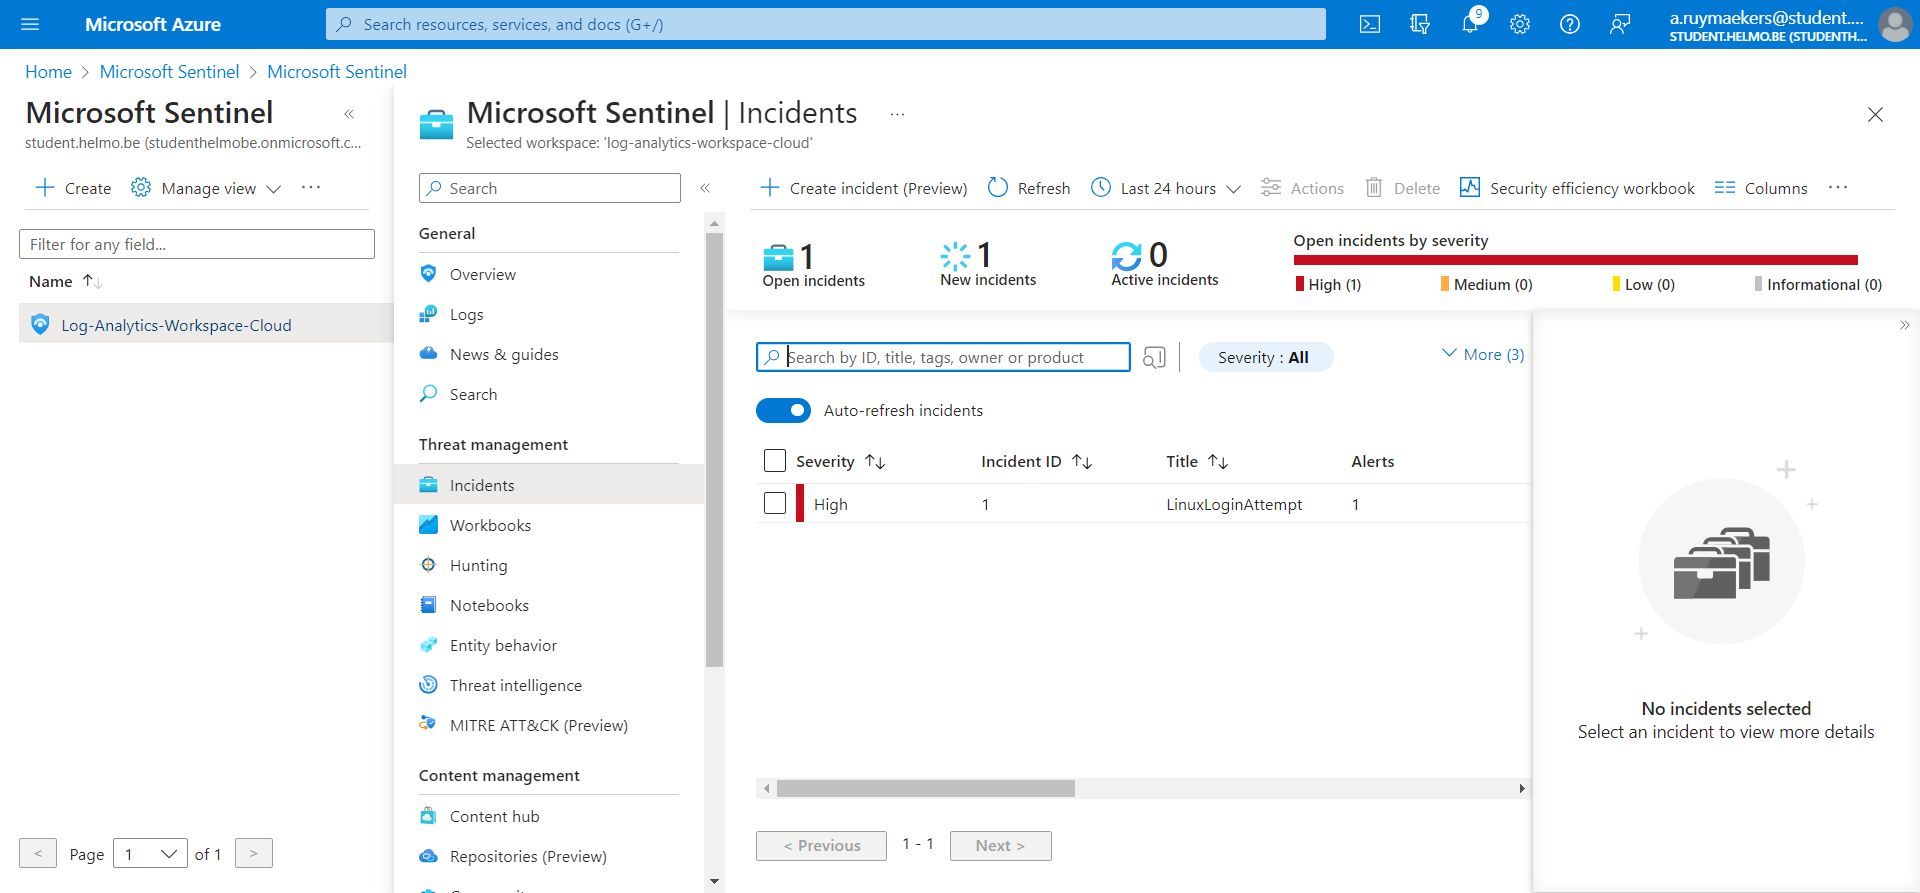 Microsoft Azure
Search resources, services, and docs (G+/)
9
a.ruymaekers@student....
STUDENT.HELMO.BE (STUDENTH...
Home > Microsoft Sentinel > Microsoft Sentinel
Microsoft Sentinel
student.helmo.be (studenthelmobe.onmicrosoft.c...
Create
Manage view
Filter for any field...
Name
Log-Analytics-Workspace-Cloud
< Page 1 of 1 >
Microsoft Sentinel | Incidents
Selected workspace: 'log-analytics-workspace-cloud'
Search
General
Overview
Logs
News & guides
Search
Threat management
Incidents
Workbooks
Hunting
Notebooks
Entity behavior
Threat intelligence
MITRE ATT&CK (Preview)
Content management
Content hub
Repositories (Preview)
Create incident (Preview)
Refresh
Last 24 hours
Actions
Delete
Security efficiency workbook
Columns
1
Open incidents
1
New incidents
0
Active incidents
Open incidents by severity
High (1)
Medium (0)
Low (0)
Informational (0)
Search by ID, title, tags, owner or product
Severity : All
More (3)
Auto-refresh incidents
Severity Incident ID Title Alerts
High 1 LinuxLoginAttempt 1
< Previous 1 - 1 Next >
No incidents selected
Select an incident to view more details